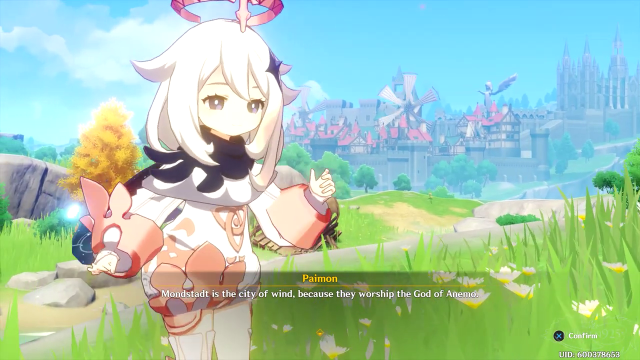 Paimon
Mondstadt is the city of wind, because they worship the God of Anemo.
Confirm
UID. 600378653